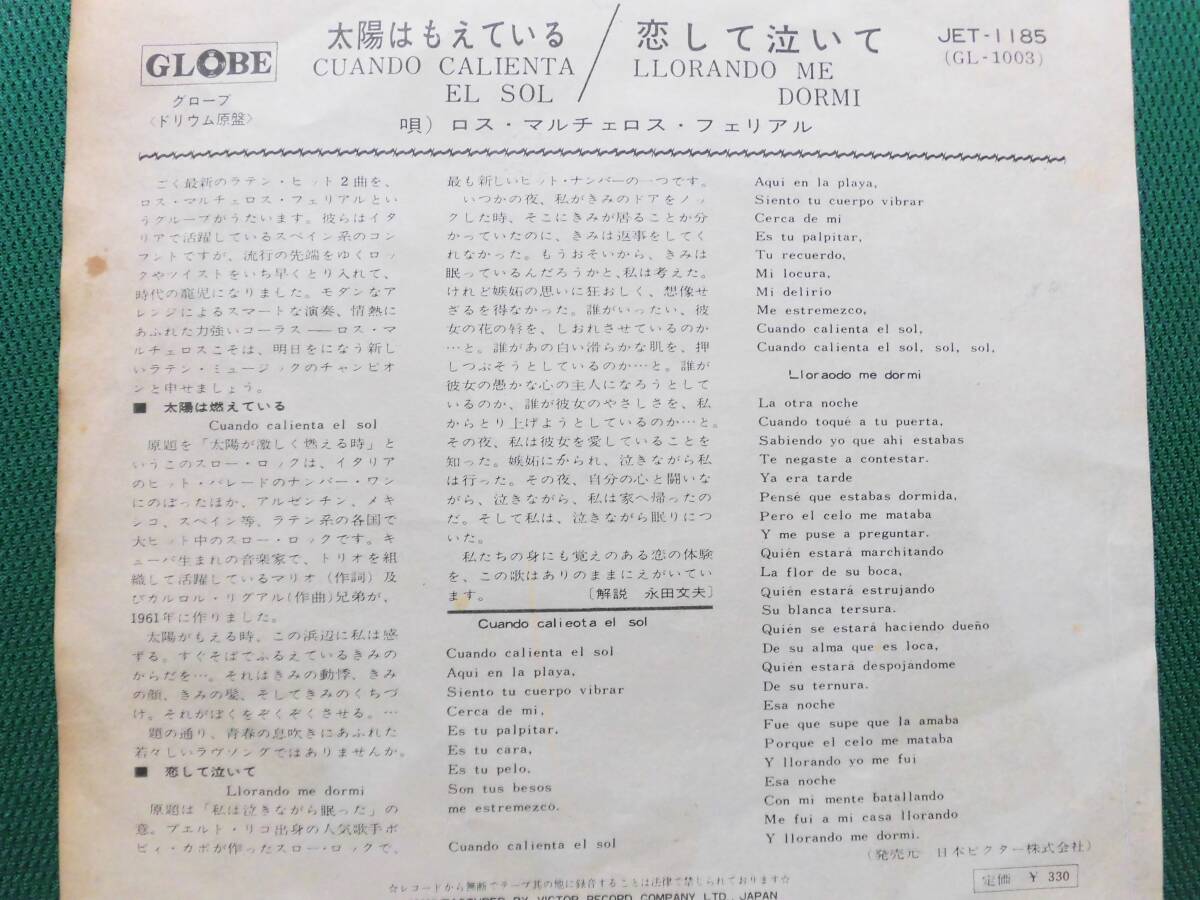 GLOBE
グローブ
〈ドリウム原盤〉
太陽はもえている
CUANDO CALIENTA
EL SOL
恋して泣いて
LLORANDO ME
DORMI
唄) ロス・マルチェロス・フェリアル
JET-1185
(GL-1003)
ごく最新のラテン・ヒット2曲を、
ロス・マルチェロス・フェリアルとい
うグループがうたいます。彼らはイタ
リアで活躍しているスペイン系のコン
フントですが、流行の先端をゆくロッ
クやツイストをいち早くとり入れて、
時代の寵児になりました。モダンなア
レンジによるスマートな演奏、情熱に
あふれた力強いコーラス――ロス・マ
ルチェロスこそは、明日をになう新し
いラテン・ミュージックのチャンピオ
ンと申せましょう。
■ 太陽は燃えている
Cuando calienta el sol
原題を「太陽が激しく燃える時」と
いうこのスロー・ロックは、イタリア
のヒット・パレードのナンバー・ワン
にのぼったほか、アルゼンチン、メキ
シコ、スペイン等、ラテン系の各国で
大ヒット中のスロー・ロックです。キ
ューバ生まれの音楽家で、トリオを組
織して活躍しているマリオ(作詞)及
びカルロル・リグアル(作曲)兄弟が、
1961年に作りました。
太陽がもえる時、この浜辺に私は感
ずる。すぐそばでふるえているきみの
からだを…。それはきみの動悸、きみ
の顔、きみの髪、そしてきみのくちづ
け。それがぼくをぞくぞくさせる。…
題の通り、青春の息吹きにあふれた
若々しいラヴソングではありませんか。
■ 恋して泣いて
Llorando me dormi
原題は「私は泣きながら眠った」の
意。プエルト・リコ出身の人気歌手ボ
ビィ・カポが作ったスロー・ロックで、
最も新しいヒット・ナンバーの一つです。
いつかの夜、私がきみのドアをノッ
クした時、そこにきみが居ることか分
かっていたのに、きみは返事をしてく
れなかった。もうおそいから、きみは
眠っているんだろうかと、私は考えた。
けれど嫉妬の思いに狂おしく、想像せ
ざるを得なかった。誰がいったい、彼
女の花の唇を、しおれさせているのか
…と。誰があの白い滑らかな肌を、押
しつぶそうとしているのか…と。誰が
彼女の愚かな心の主人になろうとして
いるのか、誰が彼女のやさしさを、私
からとり上げようとしているのか…と。
その夜、私は彼女を愛していることを
知った。嫉妬にかられ、泣きながら私
は行った。その夜、自分の心と闘いな
がら、泣きながら、私は家へ帰ったの
だ。そして私は、泣きながら眠りにつ
いた。
私たちの身にも覚えのある恋の体験
を、この歌はありのままにえがいてい
ます。 〔解説 永田文夫〕
Cuando calieota el sol
Cuando calienta el sol
Aqui en la playa,
Siento tu cuerpo vibrar
Cerca de mi,
Es tu palpitar,
Es tu cara,
Es tu pelo,
Son tus besos
me estremezco.
Cuando calienta el sol
Aqui en la playa,
Siento tu cuerpo vibrar
Cerca de mi
Es tu palpitar,
Tu recuerdo,
Mi locura,
Mi delirio
Me estremezco,
Cuando calienta el sol,
Cuando calienta el sol, sol, sol,
Lloraodo me dormi
La otra noche
Cuando toqué a tu puerta,
Sabiendo yo que ahi estabas
Te negaste a contestar.
Ya era tarde
Pensé que estabas dormida,
Pero el celo me mataba
Y me puse a preguntar.
Quién estará marchitando
La flor de su boca,
Quién estará estrujando
Su blanca tersura.
Quién se estará haciendo dueño
De su alma que es loca,
Quién estará despojándome
De su ternura.
Esa noche
Fue que supe que la amaba
Porque el celo me mataba
Y llorando yo me fui
Esa noche
Con mi mente batallando
Me fui a mi casa llorando
Y llorando me dormi.
(発売元 日本ビクター株式会社)
定価 ¥ 330
☆レコードから無断でテープ其の他に録音することは法律で禁じられております☆
MANUFACTURED BY VICTOR RECORD COMPANY LTD., JAPAN